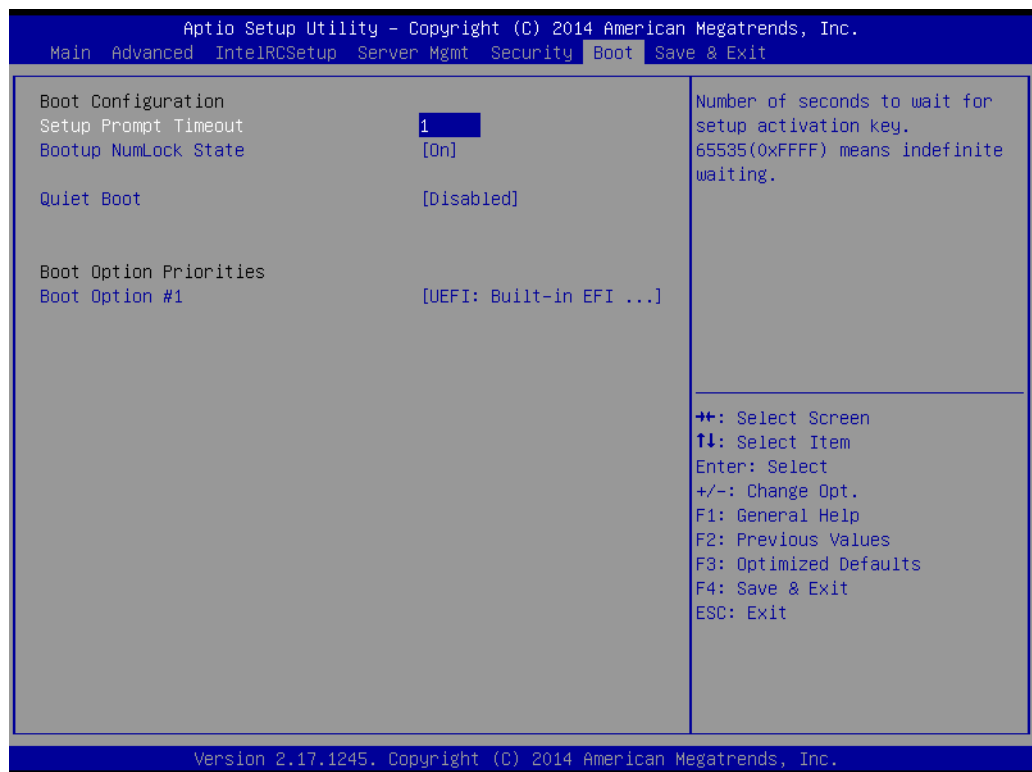 Aptio Setup Utility – Copyright (C) 2014 American Megatrends, Inc.
Main Advanced IntelRCSetup Server Mgmt Security Boot Save & Exit
Boot Configuration
Setup Prompt Timeout 1
Bootup NumLock State [On]
Quiet Boot [Disabled]
Boot Option Priorities
Boot Option #1 [UEFI: Built-in EFI ...]
Number of seconds to wait for
setup activation key.
65535(0xFFFF) means indefinite
waiting.
→←: Select Screen
↑↓: Select Item
Enter: Select
+/-: Change Opt.
F1: General Help
F2: Previous Values
F3: Optimized Defaults
F4: Save & Exit
ESC: Exit
Version 2.17.1245. Copyright (C) 2014 American Megatrends, Inc.